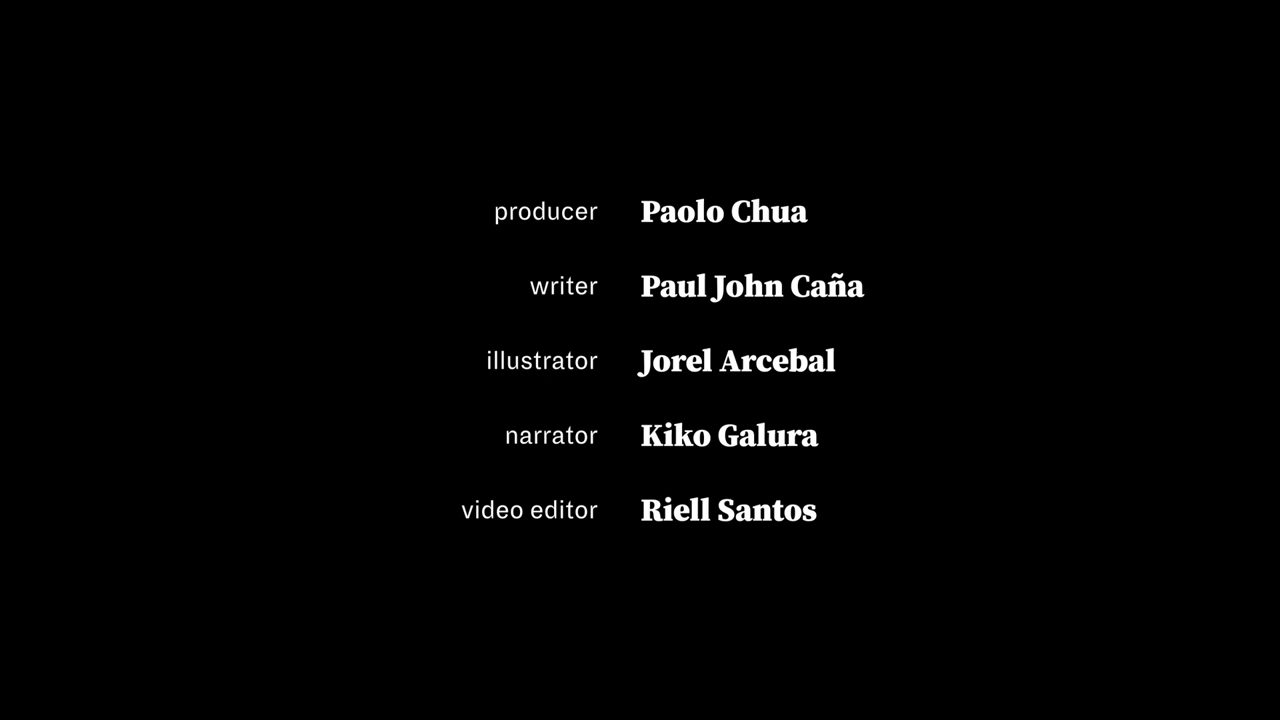 producer Paolo Chua
writer Paul John Caña
illustrator Jorel Arcebal
narrator Kiko Galura
video editor Riell Santos